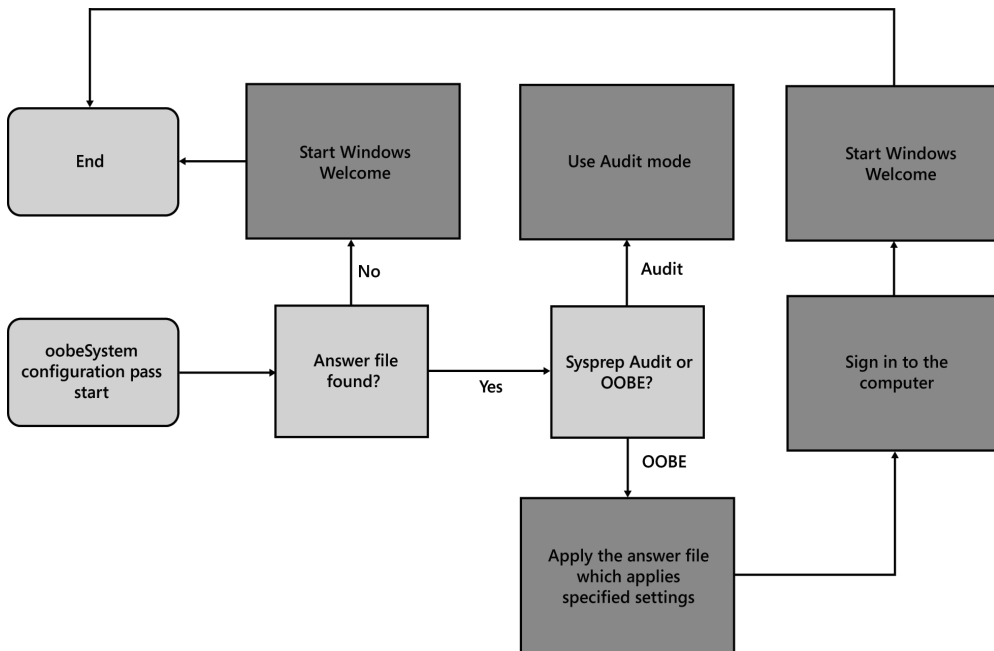 End
Start Windows
Welcome
Use Audit mode
Start Windows
Welcome
No
Audit
oobeSystem
configuration pass
start
Answer file
found?
Yes
Sysprep Audit or
OOBE?
Sign in to the
computer
OOBE
Apply the answer file
which applies
specified settings